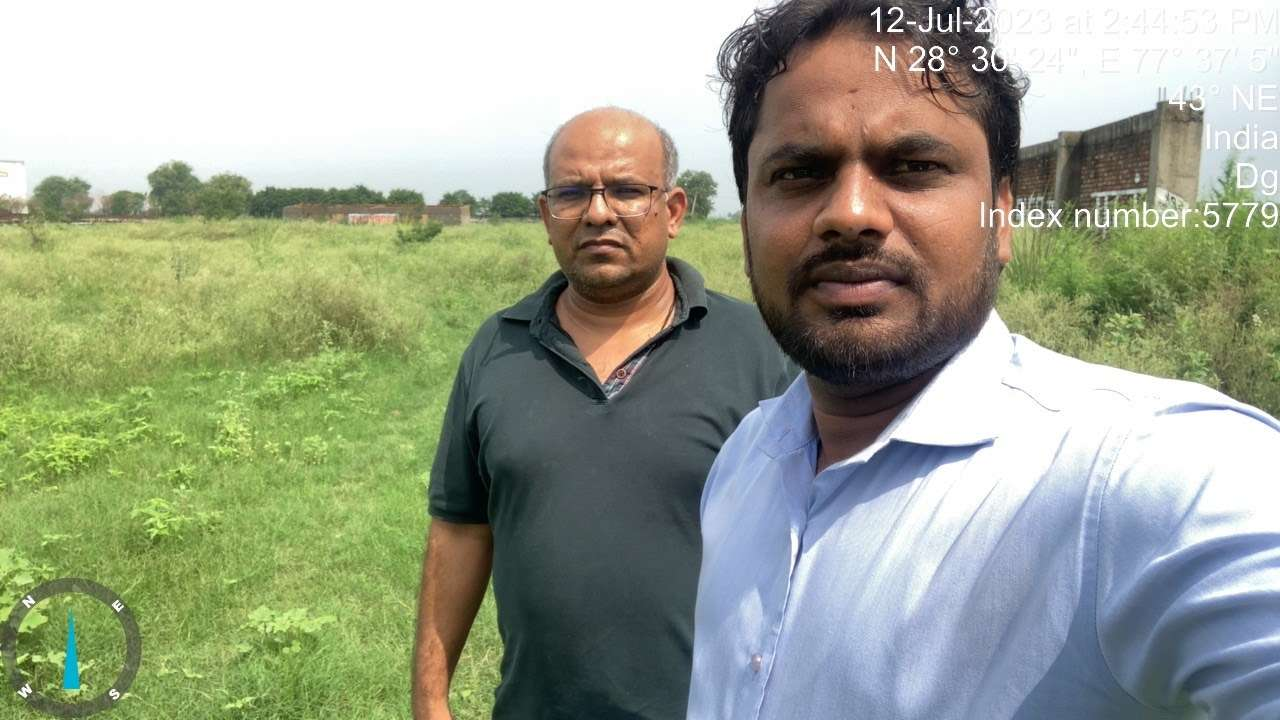 12-Jul-2023 at 2:44:53 PM
N 28° 30' 24", E 77° 37' 5"
43° NE
India
Dg
Index number:5779
N
E
W
S